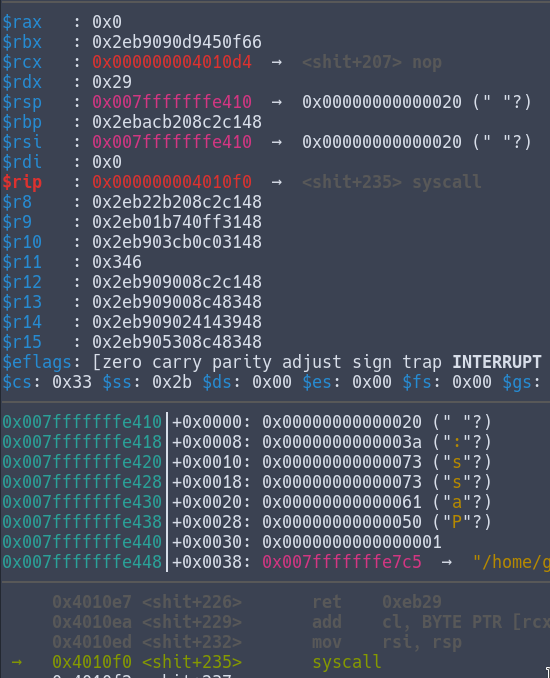 $rax   : 0x0
$rbx   : 0x2eb9090d9450f66
$rcx   : 0x000000004010d4  →  <shit+207> nop
$rdx   : 0x29
$rsp   : 0x007fffffffe410  →  0x00000000000020 (" "?)
$rbp   : 0x2ebacb208c2c148
$rsi   : 0x007fffffffe410  →  0x00000000000020 (" "?)
$rdi   : 0x0
$rip   : 0x000000004010f0  →  <shit+235> syscall
$r8    : 0x2eb22b208c2c148
$r9    : 0x2eb01b740ff3148
$r10   : 0x2eb903cb0c03148
$r11   : 0x346
$r12   : 0x2eb909008c2c148
$r13   : 0x2eb909008c48348
$r14   : 0x2eb909024143948
$r15   : 0x2eb905308c48348
$eflags: [zero carry parity adjust sign trap INTERRUPT
$cs: 0x33 $ss: 0x2b $ds: 0x00 $es: 0x00 $fs: 0x00 $gs:
0x007fffffffe410│+0x0000: 0x00000000000020 (" "?)
0x007fffffffe418│+0x0008: 0x0000000000003a (":"?)
0x007fffffffe420│+0x0010: 0x00000000000073 ("s"?)
0x007fffffffe428│+0x0018: 0x00000000000073 ("s"?)
0x007fffffffe430│+0x0020: 0x00000000000061 ("a"?)
0x007fffffffe438│+0x0028: 0x00000000000050 ("P"?)
0x007fffffffe440│+0x0030: 0x0000000000000001
0x007fffffffe448│+0x0038: 0x007fffffffe7c5  →  "/home/g
0x4010e7 <shit+226>       ret    0xeb29
0x4010ea <shit+229>       add    cl, BYTE PTR [rcx
0x4010ed <shit+232>       mov    rsi, rsp
→  0x4010f0 <shit+235>       syscall